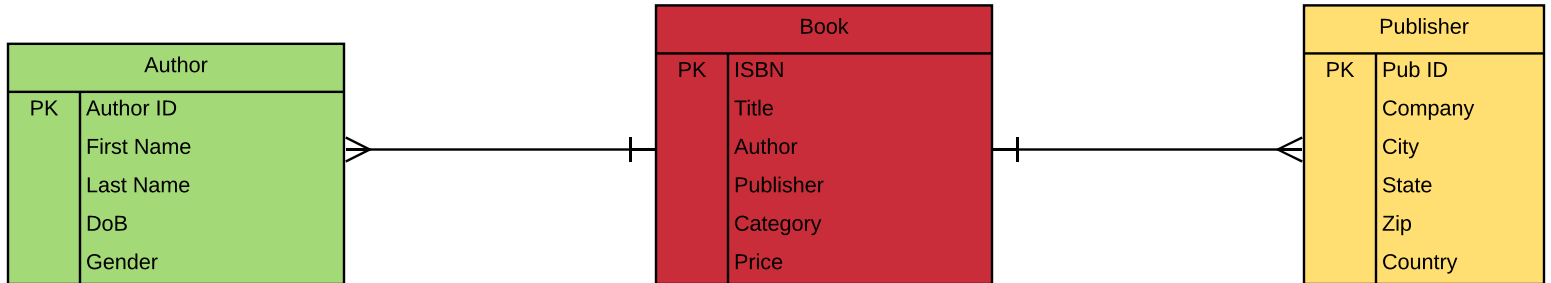 Author
PK Author ID
First Name
Last Name
DoB
Gender
Book
PK ISBN
Title
Author
Publisher
Category
Price
Publisher
PK Pub ID
Company
City
State
Zip
Country